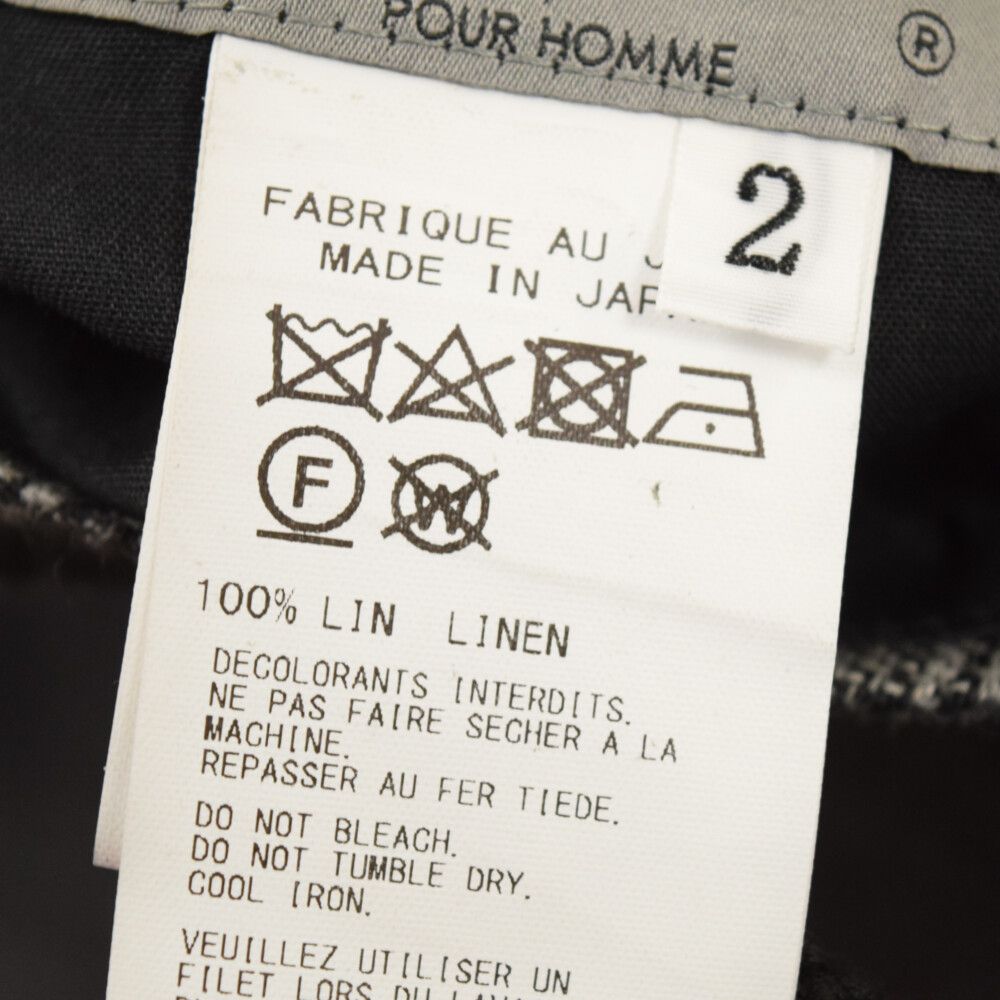 POUR HOMME ®
2
FABRIQUE AU
MADE IN
F
W
100% LIN LINEN
DECOLORANTS INTERDITS.
NE PAS FAIRE SECHER A LA
MACHINE.
REPASSER AU FER TIEDE.
DO NOT BLEACH.
DO NOT TUMBLE DRY.
COOL IRON.
VEUILLEZ UTILISER UN
FILET LORS DU